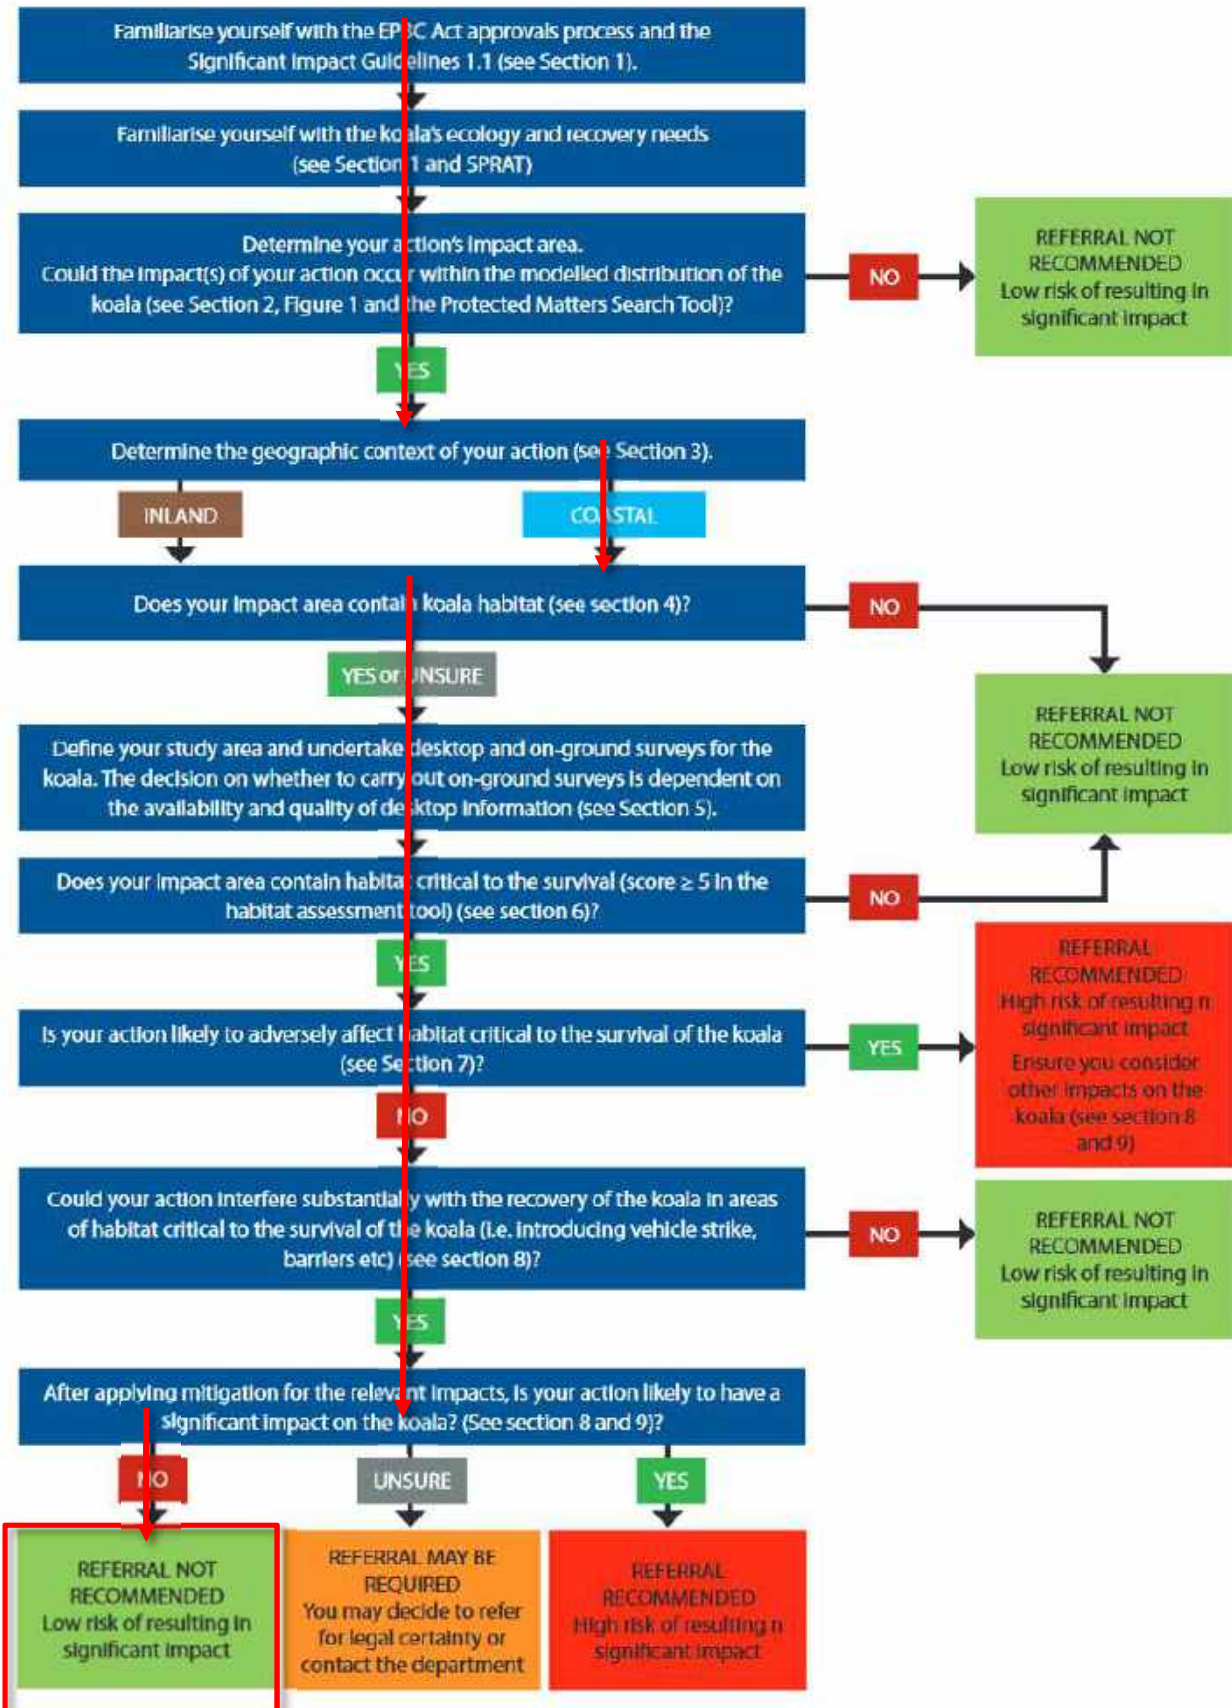 Familiarise yourself with the EPBC Act approvals process and the
Significant Impact Guidelines 1.1 (see Section 1).
Familiarise yourself with the koala's ecology and recovery needs
(see Section 1 and SPRAT)
Determine your action's impact area.
Could the impact(s) of your action occur within the modelled distribution of the
koala (see Section 2, Figure 1 and the Protected Matters Search Tool)?
NO
REFERRAL NOT
RECOMMENDED
Low risk of resulting in
significant impact
YES
Determine the geographic context of your action (see Section 3).
INLAND
COASTAL
Does your impact area contain koala habitat (see section 4)?
NO
YES or UNSURE
REFERRAL NOT
RECOMMENDED
Low risk of resulting in
significant impact
Define your study area and undertake desktop and on-ground surveys for the
koala. The decision on whether to carry out on-ground surveys is dependent on
the availability and quality of desktop information (see Section 5).
Does your impact area contain habitat critical to the survival (score ≥ 5 in the
habitat assessment tool) (see section 6)?
NO
YES
Is your action likely to adversely affect habitat critical to the survival of the koala
(see Section 7)?
YES
REFERRAL
RECOMMENDED
High risk of resulting n
significant impact
Ensure you consider
other impacts on the
koala (see section 8
and 9)
NO
Could your action interfere substantially with the recovery of the koala in areas
of habitat critical to the survival of the koala (i.e. introducing vehicle strike,
barriers etc) (see section 8)?
NO
REFERRAL NOT
RECOMMENDED
Low risk of resulting in
significant impact
YES
After applying mitigation for the relevant impacts, is your action likely to have a
significant impact on the koala? (See section 8 and 9)?
NO
UNSURE
YES
REFERRAL NOT
RECOMMENDED
Low risk of resulting in
significant impact
REFERRAL MAY BE
REQUIRED
You may decide to refer
for legal certainty or
contact the department
REFERRAL
RECOMMENDED
High risk of resulting n
significant impact